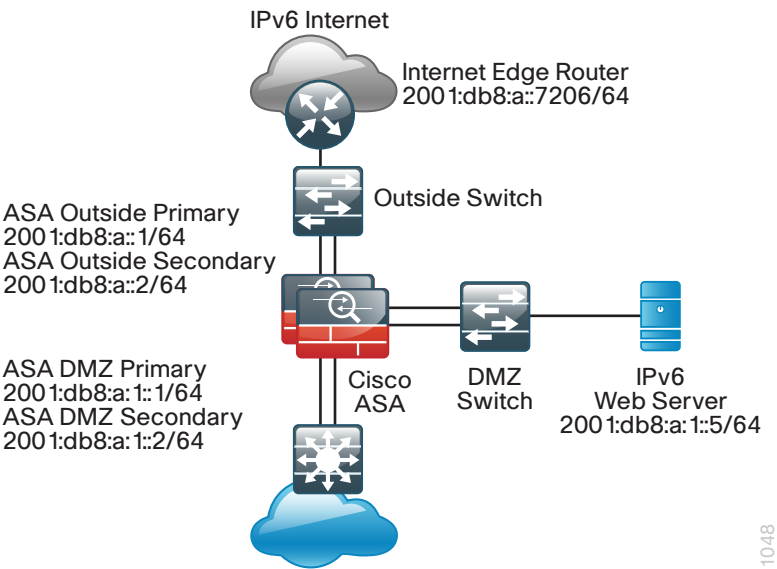 IPv6 Internet
Internet Edge Router
2001:db8:a::7206/64
Outside Switch
ASA Outside Primary
2001:db8:a::1/64
ASA Outside Secondary
2001:db8:a::2/64
ASA DMZ Primary
2001:db8:a:1::1/64
ASA DMZ Secondary
2001:db8:a:1::2/64
Cisco
ASA
DMZ
Switch
IPv6
Web Server
2001:db8:a:1::5/64
1048